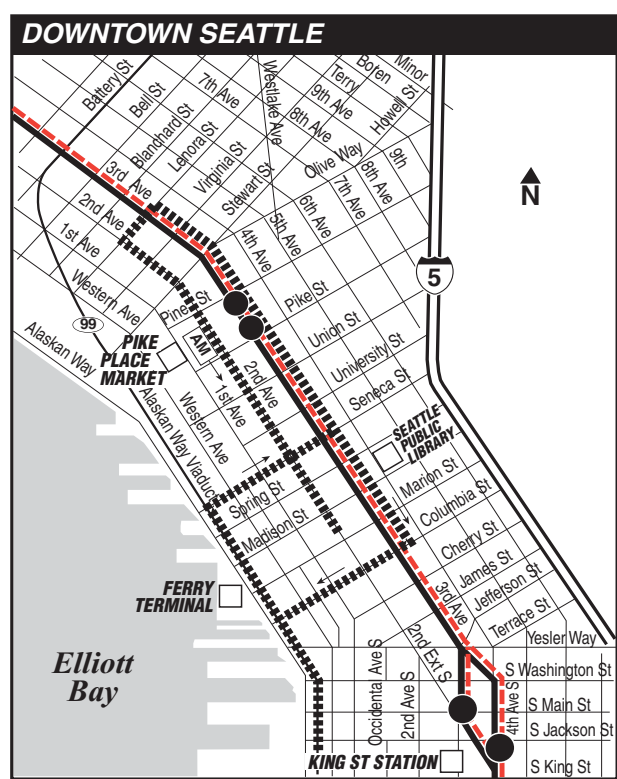 DOWNTOWN SEATTLE
Battery St
Bell St
Blanchard St
Lenora St
Virginia St
Stewart St
7th Ave
Westlake Ave
8th Ave
9th Ave
Terry
Boren
Minor
Howell St
Olive Way
9th
8th Ave
7th Ave
6th Ave
5th Ave
4th Ave
3rd Ave
2nd Ave
1st Ave
Western Ave
N
5
99
Alaskan Way
Pine St
Pike St
PIKE
PLACE
MARKET
AM
Union St
University St
Seneca St
2nd Ave
1st Ave
Western Ave
Alaskan Way Viaduct
SEATTLE
PUBLIC
LIBRARY
Spring St
Madison St
Marion St
Columbia St
Cherry St
James St
Jefferson St
Terrace St
Yesler Way
3rd Ave
2nd Ext S
FERRY
TERMINAL
Elliott
Bay
Occidental Ave S
2nd Ave S
4th Ave S
S Washington St
S Main St
S Jackson St
S King St
KING ST STATION